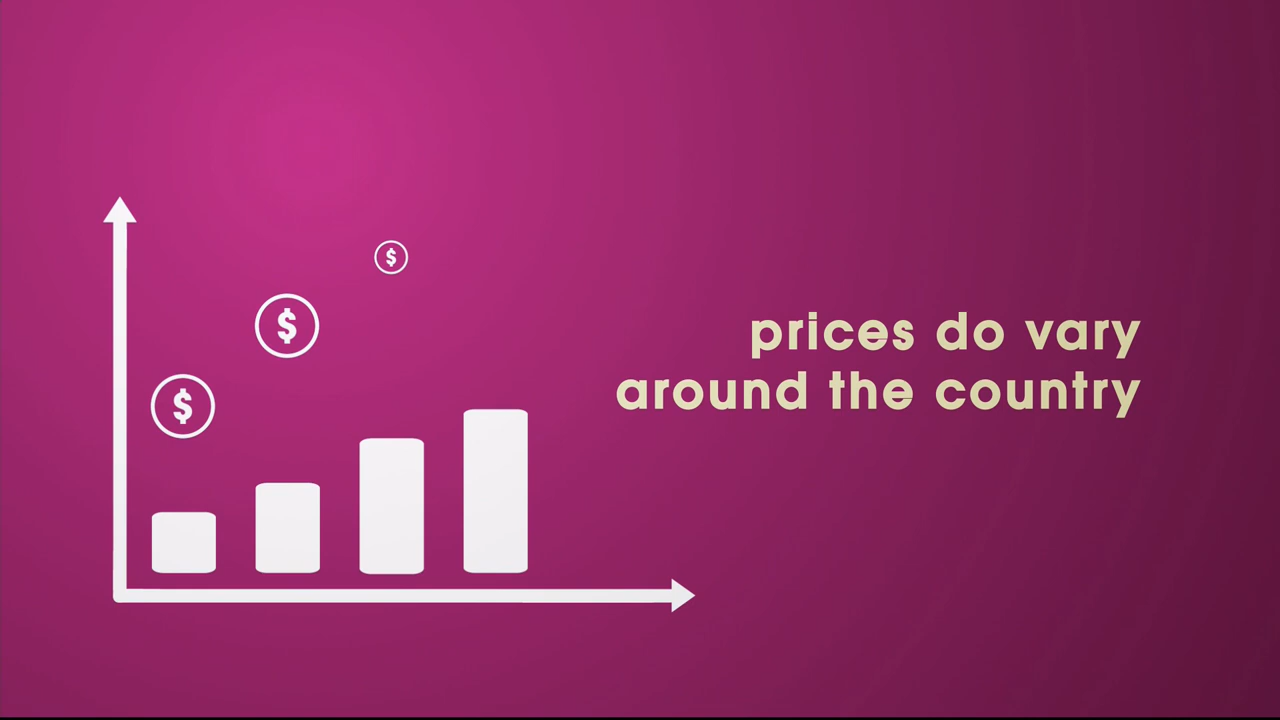 $
$
$
prices do vary
around the country